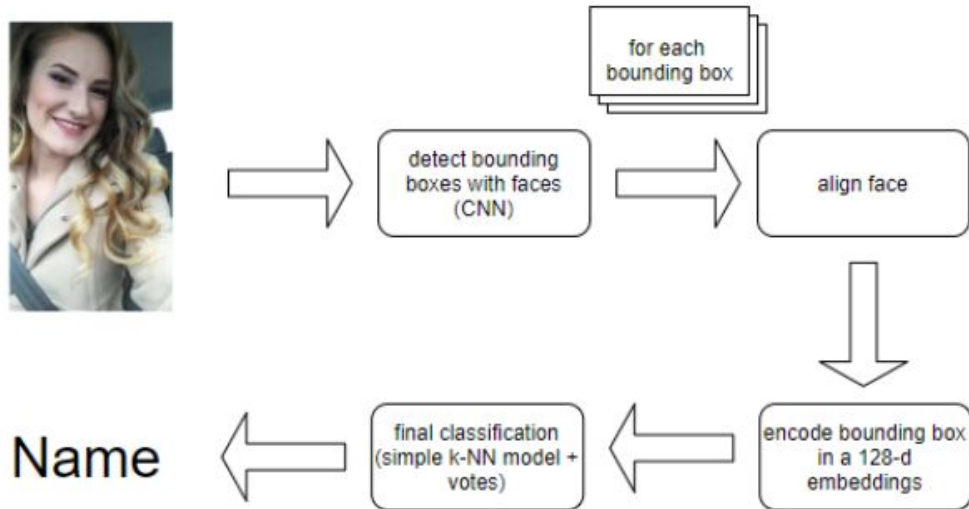 for each
bounding box
detect bounding
boxes with faces
(CNN)
align face
encode bounding box
in a 128-d
embeddings
final classification
(simple k-NN model +
votes)
Name